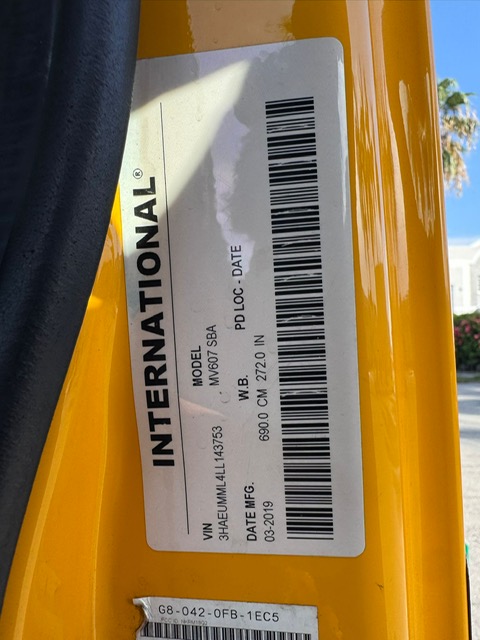 INTERNATIONAL®
VIN MODEL
3HAEUMML4LL143753 MV607 SBA
DATE MFG. W.B. PD LOC - DATE
03-2019 690.0 CM 272.0 IN
G8-042-0FB-1EC5